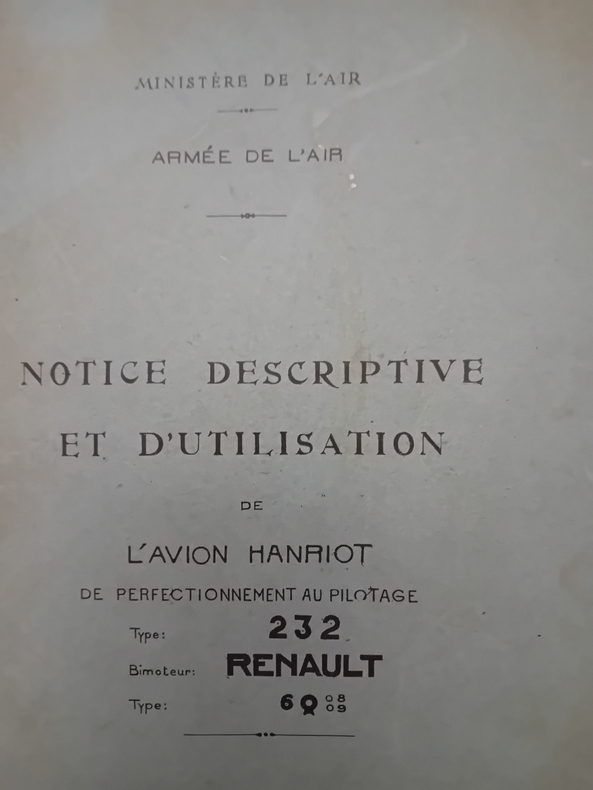 MINISTÈRE DE L'AIR
ARMÉE DE L'AIR
NOTICE DESCRIPTIVE
ET D'UTILISATION
DE
L'AVION HANRIOT
DE PERFECTIONNEMENT AU PILOTAGE
Type: 232
Bimoteur: RENAULT
Type: 6Q 08 09